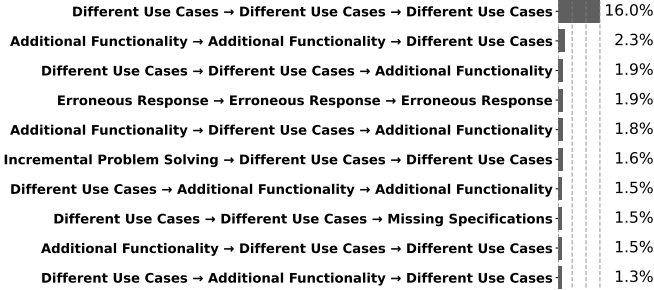 Different Use Cases → Different Use Cases → Different Use Cases 16.0%
Additional Functionality → Additional Functionality → Different Use Cases 2.3%
Different Use Cases → Different Use Cases → Additional Functionality 1.9%
Erroneous Response → Erroneous Response → Erroneous Response 1.9%
Additional Functionality → Different Use Cases → Additional Functionality 1.8%
Incremental Problem Solving → Different Use Cases → Different Use Cases 1.6%
Different Use Cases → Additional Functionality → Additional Functionality 1.5%
Different Use Cases → Different Use Cases → Missing Specifications 1.5%
Additional Functionality → Different Use Cases → Different Use Cases 1.5%
Different Use Cases → Additional Functionality → Different Use Cases 1.3%